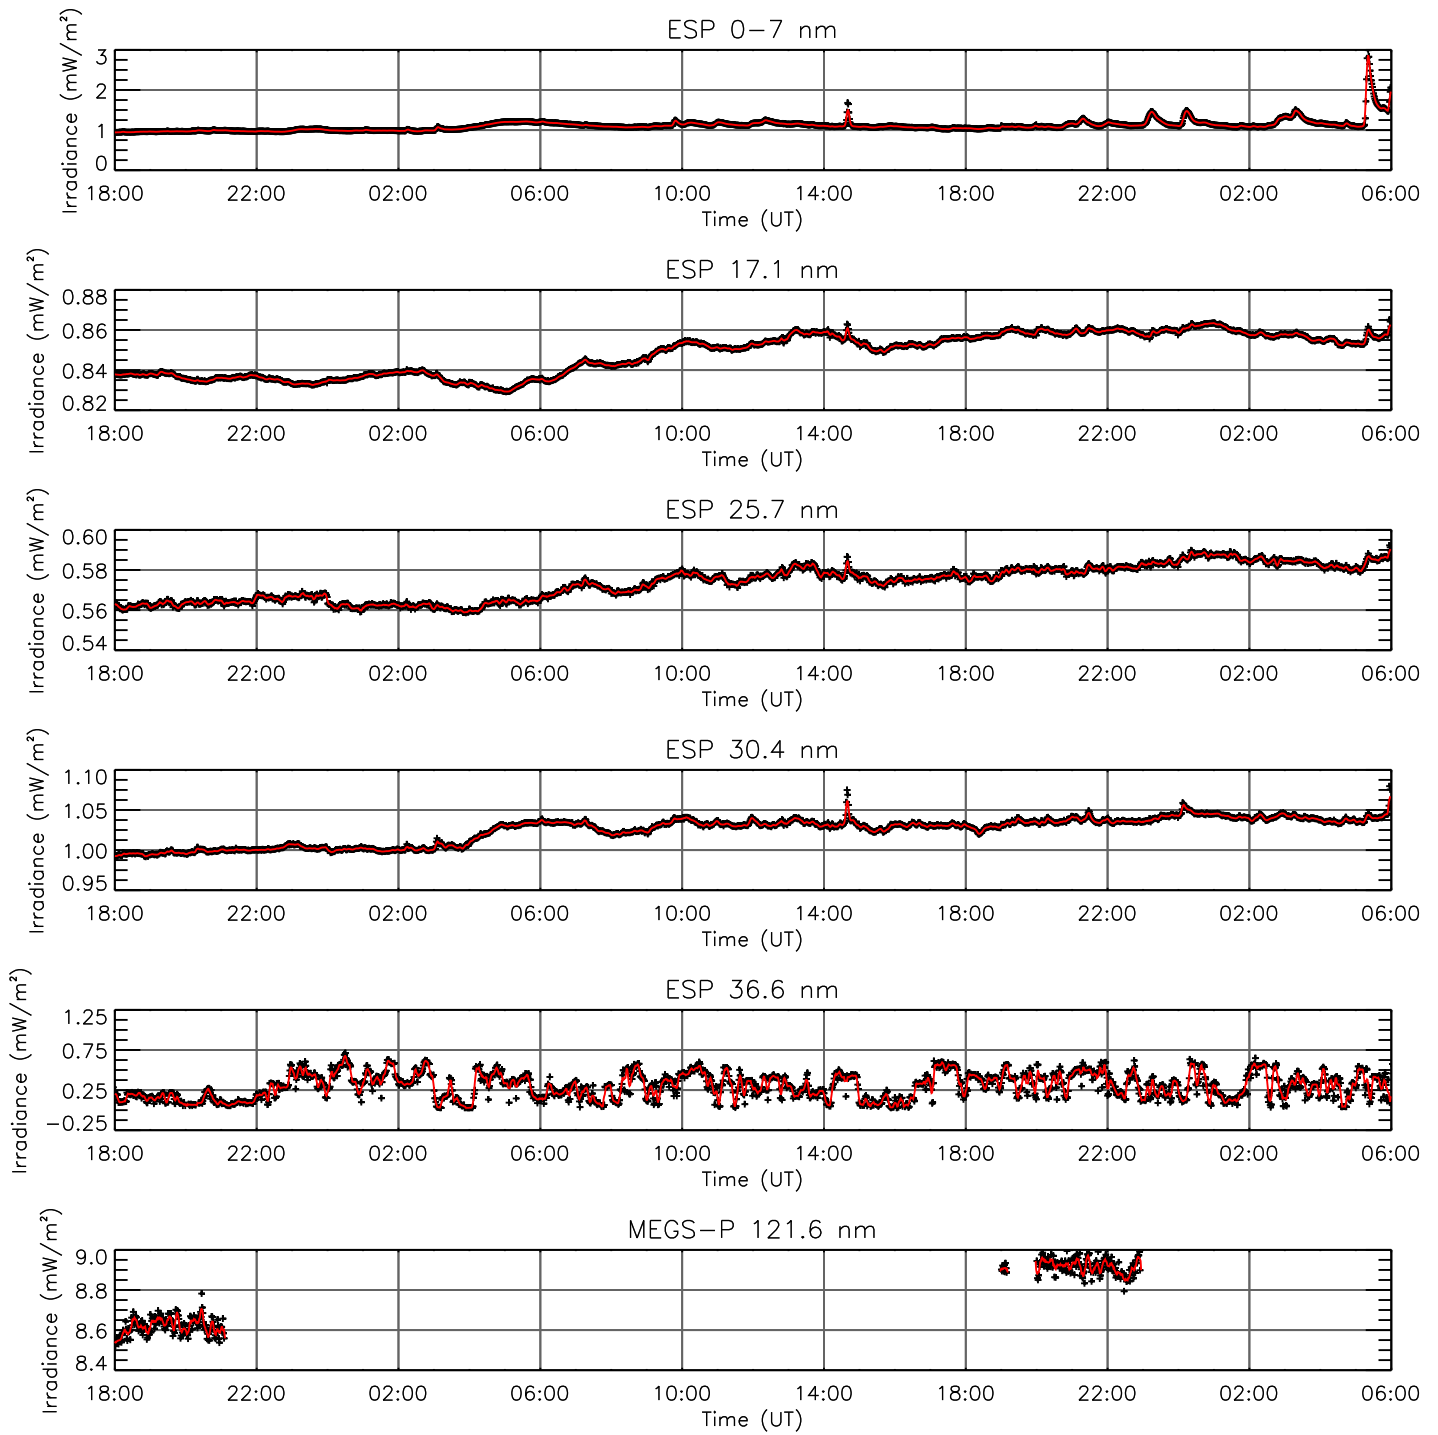 ESP 0-7 nm
Irradiance (mW/m²)
3
2
1
0
18:00 22:00 02:00 06:00 10:00 14:00 18:00 22:00 02:00 06:00
Time (UT)
ESP 17.1 nm
Irradiance (mW/m²)
0.88
0.86
0.84
0.82
18:00 22:00 02:00 06:00 10:00 14:00 18:00 22:00 02:00 06:00
Time (UT)
ESP 25.7 nm
Irradiance (mW/m²)
0.60
0.58
0.56
0.54
18:00 22:00 02:00 06:00 10:00 14:00 18:00 22:00 02:00 06:00
Time (UT)
ESP 30.4 nm
Irradiance (mW/m²)
1.10
1.05
1.00
0.95
18:00 22:00 02:00 06:00 10:00 14:00 18:00 22:00 02:00 06:00
Time (UT)
ESP 36.6 nm
Irradiance (mW/m²)
1.25
0.75
0.25
-0.25
18:00 22:00 02:00 06:00 10:00 14:00 18:00 22:00 02:00 06:00
Time (UT)
MEGS-P 121.6 nm
Irradiance (mW/m²)
9.0
8.8
8.6
8.4
18:00 22:00 02:00 06:00 10:00 14:00 18:00 22:00 02:00 06:00
Time (UT)